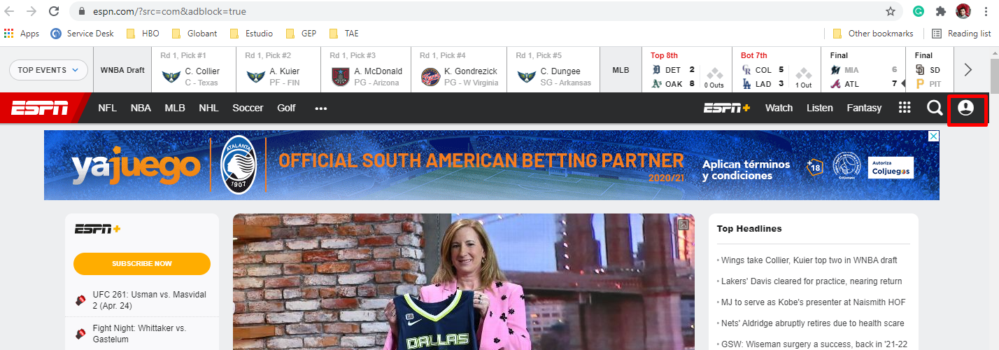 espn.com/?src=com&adblock=true
Apps
Service Desk
HBO
Globant
Estudio
GEP
TAE
Other bookmarks
Reading list
TOP EVENTS
WNBA Draft
Rd 1, Pick #1
C. Collier
C - Texas
Rd 1, Pick #2
A. Kuier
PF - FIN
Rd 1, Pick #3
A. McDonald
PG - Arizona
Rd 1, Pick #4
K. Gondrezick
PG - W Virginia
Rd 1, Pick #5
C. Dungee
SG - Arkansas
MLB
Top 8th
DET 2
OAK 8
0 Outs
Bot 7th
COL 5
LAD 3
1 Out
Final
MIA 6
ATL 7
Final
SD
PIT
ESPN
NFL
NBA
MLB
NHL
Soccer
Golf
•••
ESPN+
Watch
Listen
Fantasy
yajuego
ATALANTA
1907
OFFICIAL SOUTH AMERICAN BETTING PARTNER
2020/21
Aplican términos
y condiciones
+18
Coljuegos
Autoriza
Coljuegos
ESPN+
SUBSCRIBE NOW
UFC 261: Usman vs. Masvidal
2 (Apr. 24)
Fight Night: Whittaker vs.
Gastelum
DALLAS
Top Headlines
Wings take Collier, Kuier top two in WNBA draft
Lakers' Davis cleared for practice, nearing return
MJ to serve as Kobe's presenter at Naismith HOF
Nets' Aldridge abruptly retires due to health scare
GSW: Wiseman surgery a success, back in '21-22